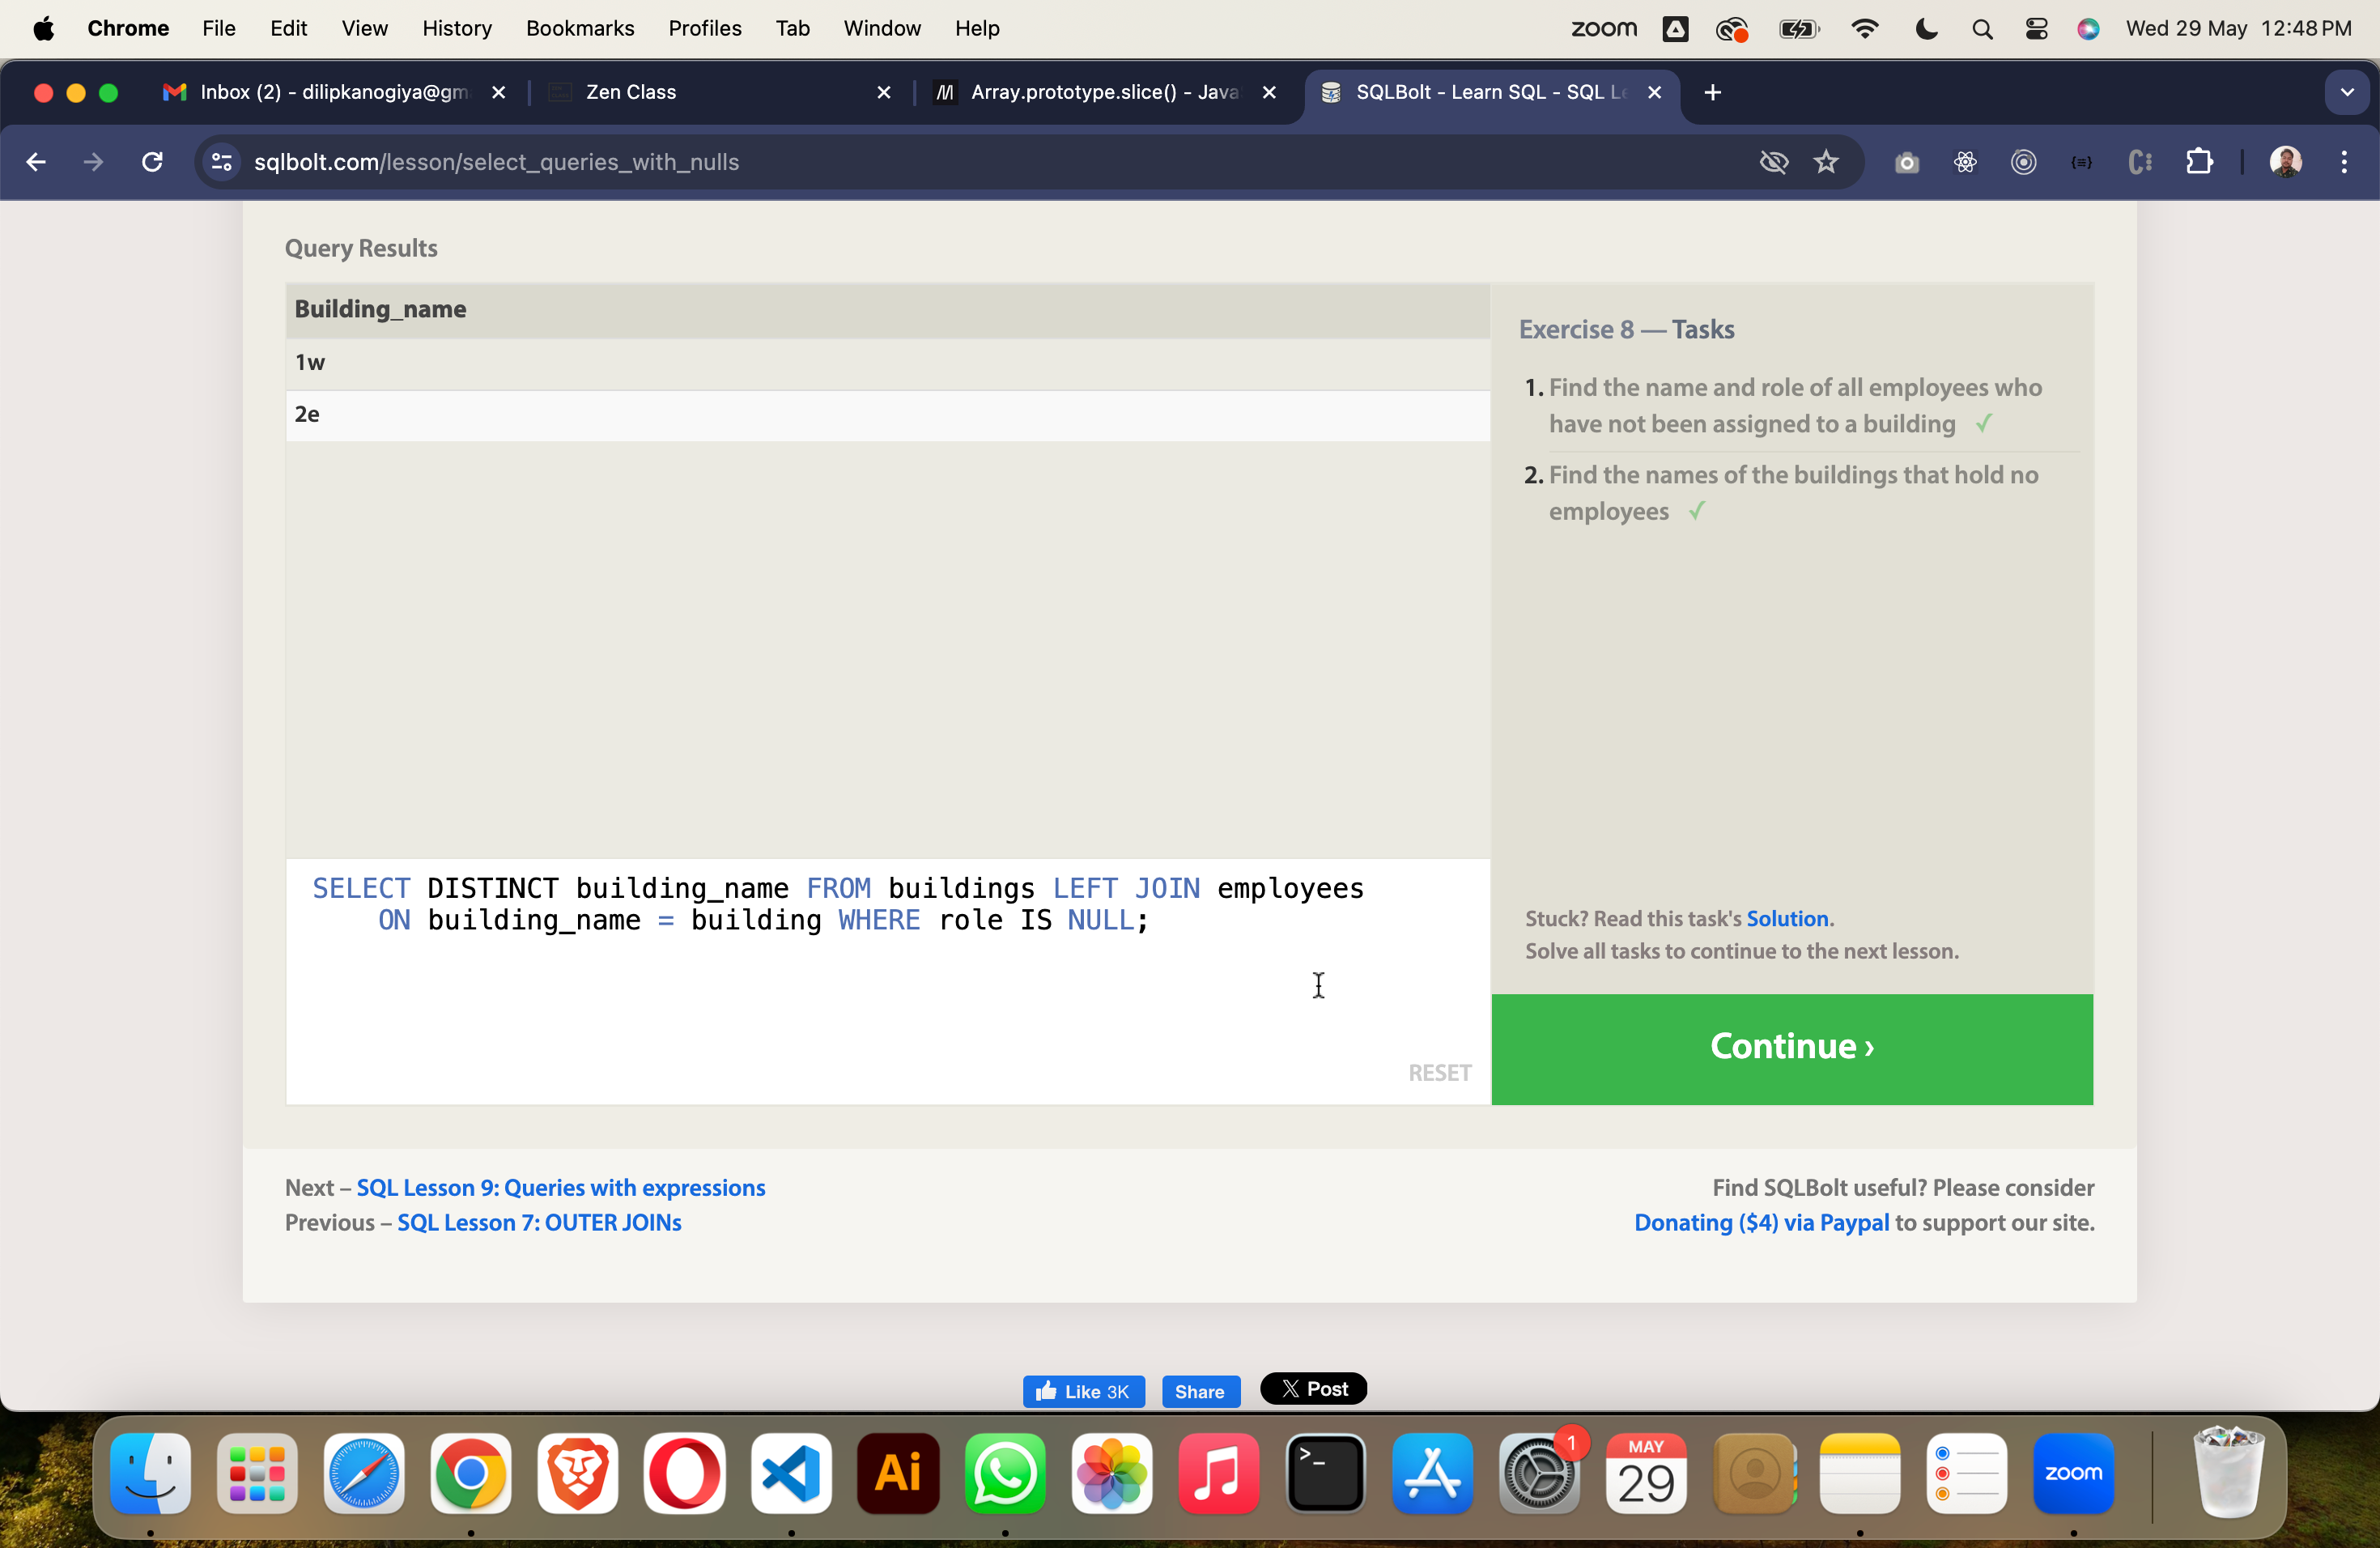 Chrome File Edit View History Bookmarks Profiles Tab Window Help zoom Wed 29 May 12:48 PM
Inbox (2) - dilipkanogiya@gm Zen Class Array.prototype.slice() - Java SQLBolt - Learn SQL - SQL Le
sqlbolt.com/lesson/select_queries_with_nulls
Query Results
Building_name
1w
2e
Exercise 8 — Tasks
1. Find the name and role of all employees who
have not been assigned to a building ✓
2. Find the names of the buildings that hold no
employees ✓
SELECT DISTINCT building_name FROM buildings LEFT JOIN employees
ON building_name = building WHERE role IS NULL;
RESET
Stuck? Read this task's Solution.
Solve all tasks to continue to the next lesson.
Continue ›
Next – SQL Lesson 9: Queries with expressions
Previous – SQL Lesson 7: OUTER JOINs
Find SQLBolt useful? Please consider
Donating ($4) via Paypal to support our site.
Like 3K Share X Post
Ai >_ 1 MAY 29 zoom